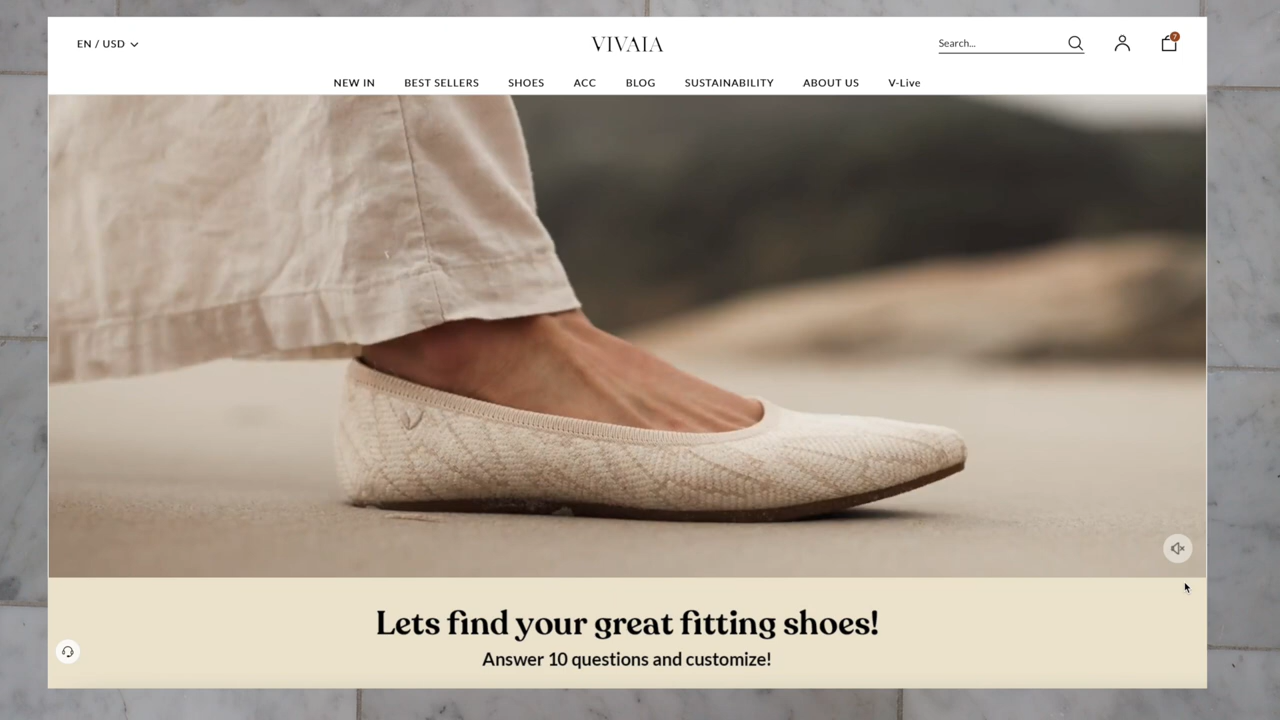 EN / USD
VIVAIA
Search...
7
NEW IN BEST SELLERS SHOES ACC BLOG SUSTAINABILITY ABOUT US V-Live
Lets find your great fitting shoes!
Answer 10 questions and customize!